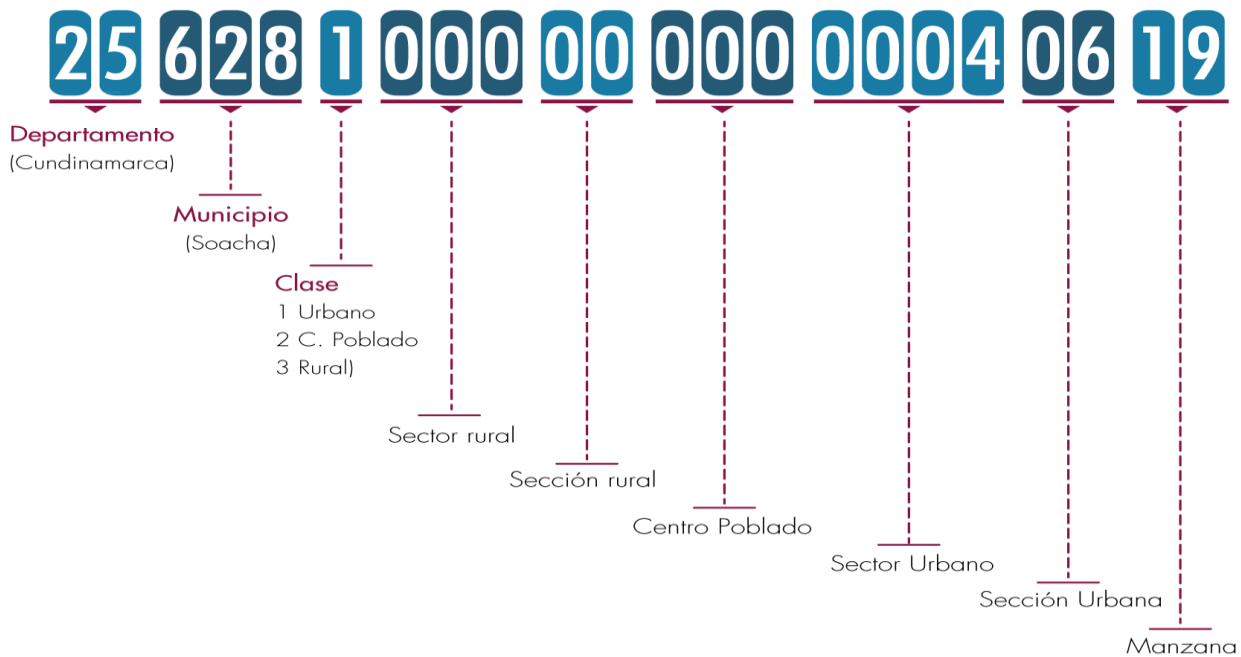 25 628 1 000 00 000 0004 06 19
Departamento
(Cundinamarca)
Municipio
(Soacha)
Clase
1 Urbano
2 C. Poblado
3 Rural)
Sector rural
Sección rural
Centro Poblado
Sector Urbano
Sección Urbana
Manzana